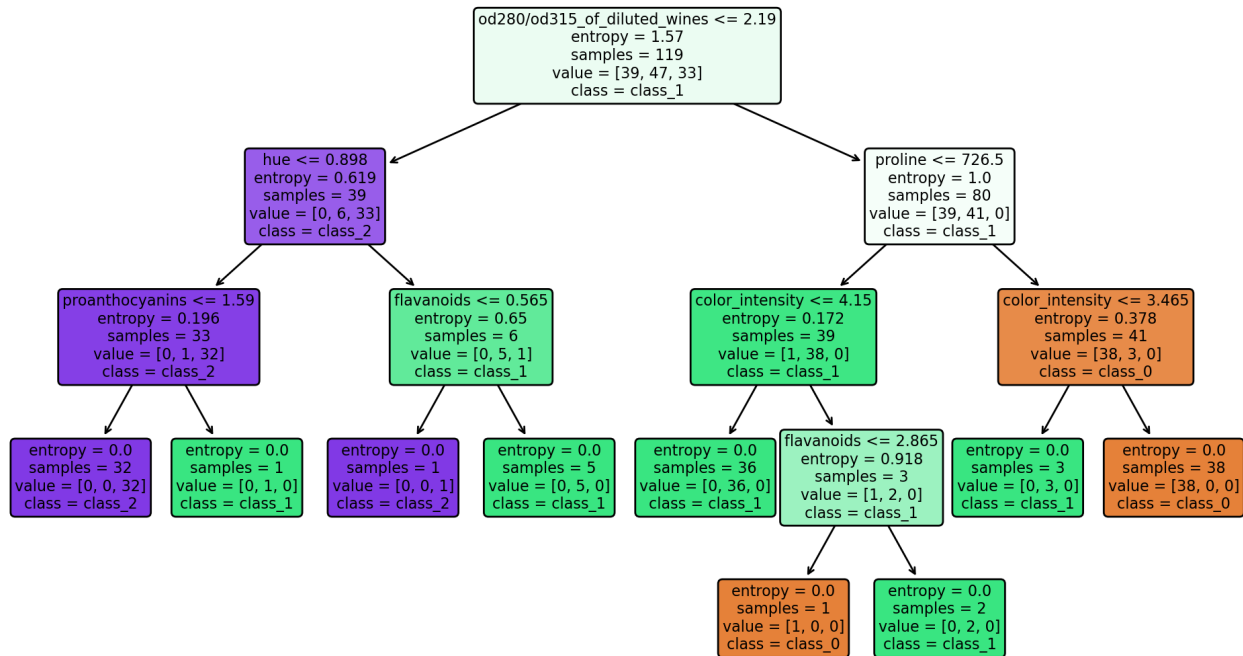 od280/od315_of_diluted_wines <= 2.19
entropy = 1.57
samples = 119
value = [39, 47, 33]
class = class_1
hue <= 0.898
entropy = 0.619
samples = 39
value = [0, 6, 33]
class = class_2
proline <= 726.5
entropy = 1.0
samples = 80
value = [39, 41, 0]
class = class_1
proanthocyanins <= 1.59
entropy = 0.196
samples = 33
value = [0, 1, 32]
class = class_2
flavanoids <= 0.565
entropy = 0.65
samples = 6
value = [0, 5, 1]
class = class_1
color_intensity <= 4.15
entropy = 0.172
samples = 39
value = [1, 38, 0]
class = class_1
color_intensity <= 3.465
entropy = 0.378
samples = 41
value = [38, 3, 0]
class = class_0
entropy = 0.0
samples = 32
value = [0, 0, 32]
class = class_2
entropy = 0.0
samples = 1
value = [0, 1, 0]
class = class_1
entropy = 0.0
samples = 1
value = [0, 0, 1]
class = class_2
entropy = 0.0
samples = 5
value = [0, 5, 0]
class = class_1
entropy = 0.0
samples = 36
value = [0, 36, 0]
class = class_1
flavanoids <= 2.865
entropy = 0.918
samples = 3
value = [1, 2, 0]
class = class_1
entropy = 0.0
samples = 3
value = [0, 3, 0]
class = class_1
entropy = 0.0
samples = 38
value = [38, 0, 0]
class = class_0
entropy = 0.0
samples = 1
value = [1, 0, 0]
class = class_0
entropy = 0.0
samples = 2
value = [0, 2, 0]
class = class_1